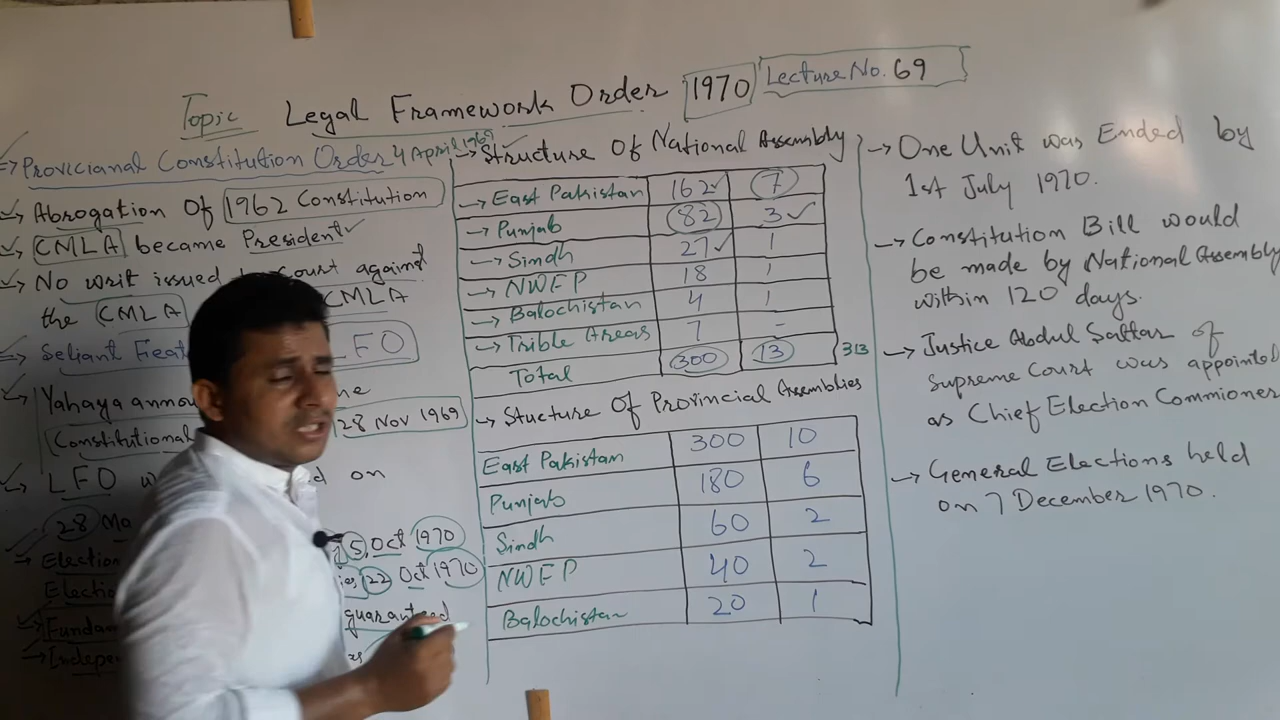 Topic Legal Framework Order 1970 Lecture No. 69
→ Provicianal Constitution Order 4 April 1969
→ Abrogation Of 1962 Constitution
→ CMLA became President
→ No writ issued by Court against
the CMLA CMLA
→ Seliant Feat LFO
Yahaya annou ne
Constitutional 28 Nov 1969
→ LFO w d on
28 Ma
→ Election 5, Oct 1970
Electio 22 Oct 1970
→ Fundam guaranteed
→ Indepen
→ Structure Of National Assembly
→ East Pakistan 162 7
→ Punjab 82 3
→ Sindh 27 1
→ NWFP 18 1
→ Balochistan 4 1
→ Trible Areas 7 -
Total 300 13 313
→ Stucture Of Provincial Assemblies
East Pakistan 300 10
Punjab 180 6
Sindh 60 2
NWFP 40 2
Balochistan 20 1
→ One Unit was Ended by
1st July 1970.
→ Constitution Bill would
be made by National Assembly
within 120 days.
→ Justice Abdul Sattar of
Supreme Court was appointed
as Chief Election Commioner
→ General Elections held
on 7 December 1970.